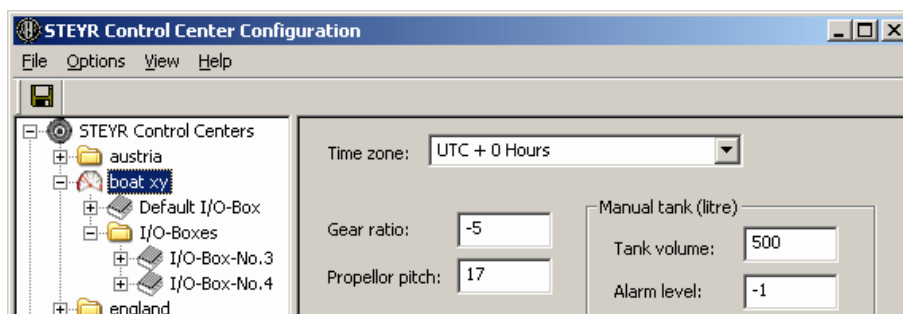 STEYR Control Center Configuration
File Options View Help
STEYR Control Centers
austria
boat xy
Default I/O-Box
I/O-Boxes
I/O-Box-No.3
I/O-Box-No.4
england
Time zone: UTC + 0 Hours
Gear ratio: -5
Propellor pitch: 17
Manual tank (litre)
Tank volume: 500
Alarm level: -1